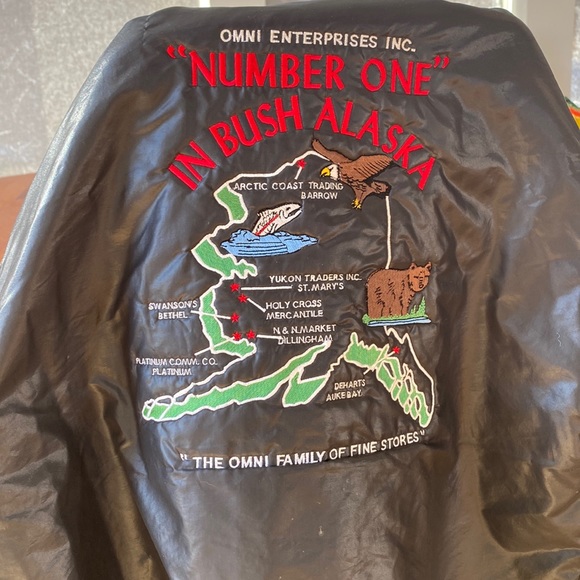 OMNI ENTERPRISES INC.
"NUMBER ONE"
IN BUSH ALASKA
ARCTIC COAST TRADING
BARROW
YUKON TRADERS INC.
ST. MARY'S
SWANSON'S
BETHEL
HOLY CROSS
MERCANTILE
N & N MARKET
DILLINGHAM
PLATINUM COMM. CO.
PLATINUM
DEHARTS
AUKE BAY
"THE OMNI FAMILY OF FINE STORES"